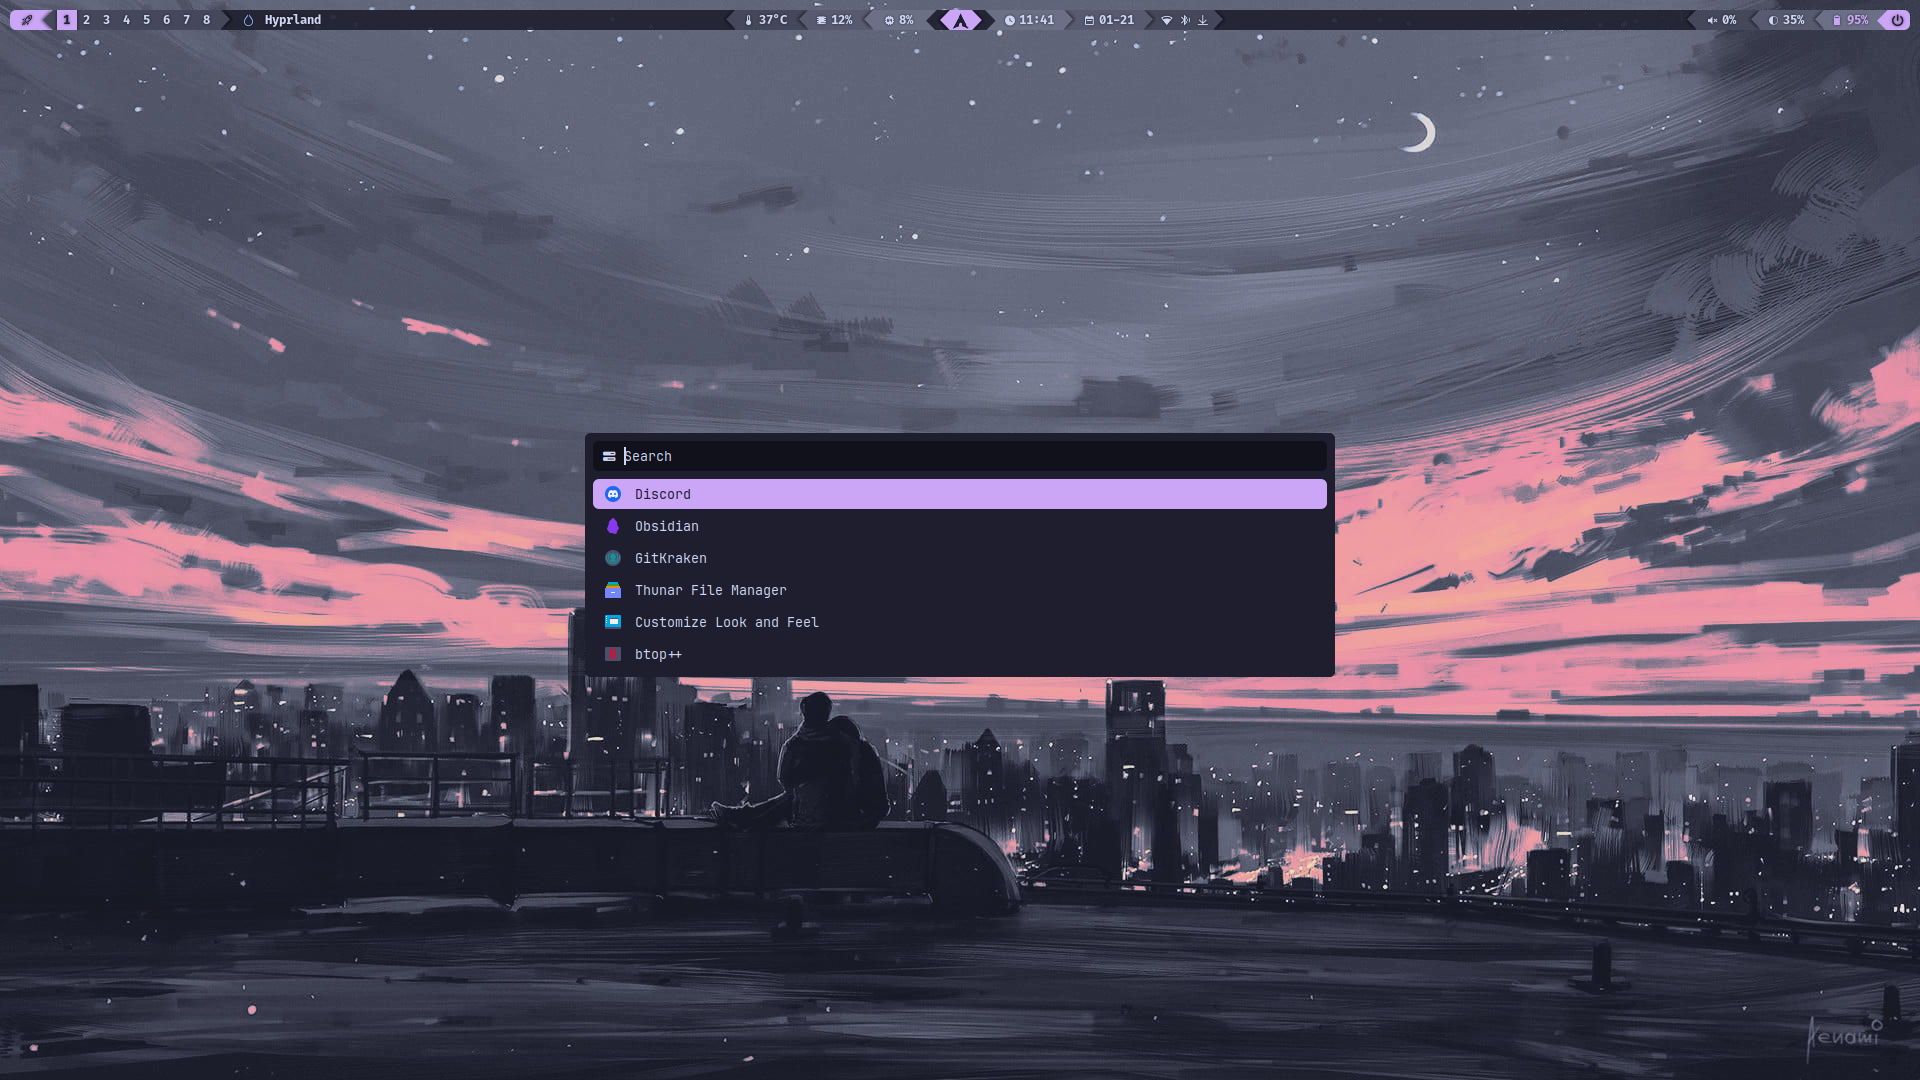 1 2 3 4 5 6 7 8 Hyprland 37°C 12% 8% 11:41 01-21 0% 35% 95%
Search
Discord
Obsidian
GitKraken
Thunar File Manager
Customize Look and Feel
btop++
Xenami